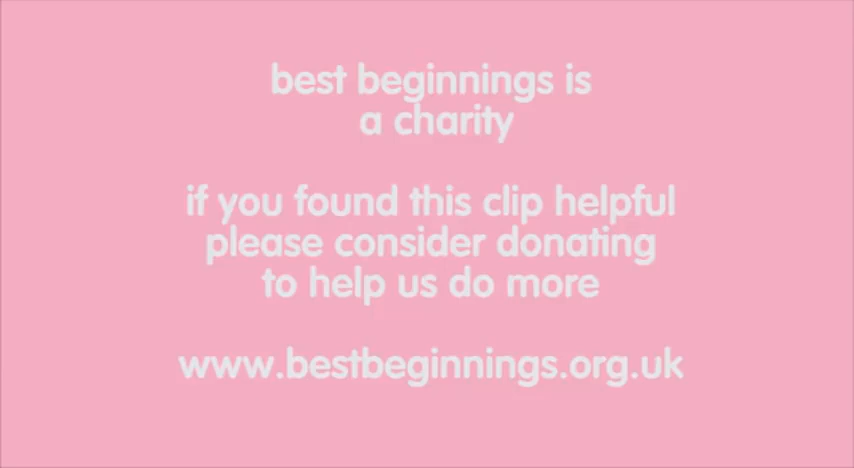 best beginnings is
a charity
if you found this clip helpful
please consider donating
to help us do more
www.bestbeginnings.org.uk